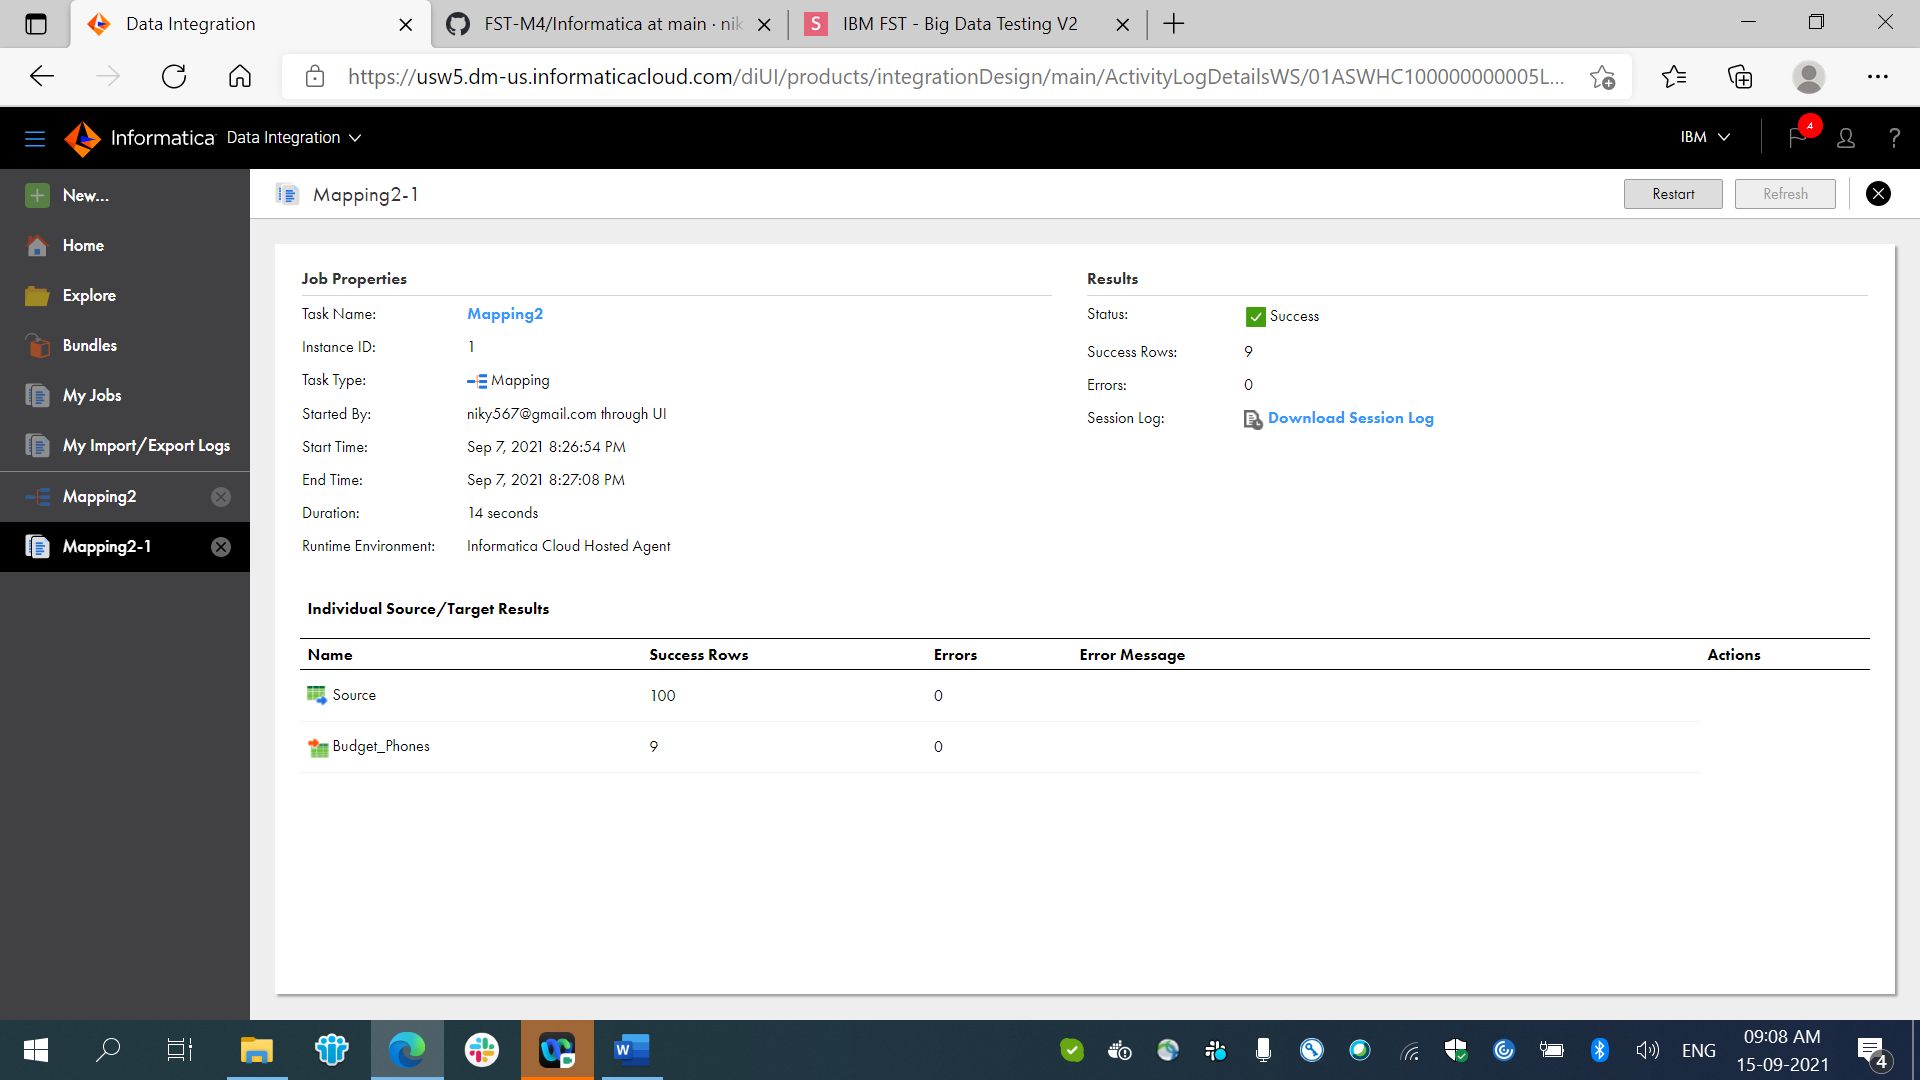 Data Integration
FST-M4/Informatica at main · nik
S IBM FST - Big Data Testing V2
https://usw5.dm-us.informaticacloud.com/diUI/products/integrationDesign/main/ActivityLogDetailsWS/01ASWHC100000000005L...
Informatica Data Integration
IBM
4
?
New...
Home
Explore
Bundles
My Jobs
My Import/Export Logs
Mapping2
Mapping2-1
Mapping2-1
Restart
Refresh
Job Properties
Task Name: Mapping2
Instance ID: 1
Task Type: Mapping
Started By: niky567@gmail.com through UI
Start Time: Sep 7, 2021 8:26:54 PM
End Time: Sep 7, 2021 8:27:08 PM
Duration: 14 seconds
Runtime Environment: Informatica Cloud Hosted Agent
Results
Status: Success
Success Rows: 9
Errors: 0
Session Log: Download Session Log
Individual Source/Target Results
Name Success Rows Errors Error Message Actions
Source 100 0
Budget_Phones 9 0
W
ENG
09:08 AM
15-09-2021
4